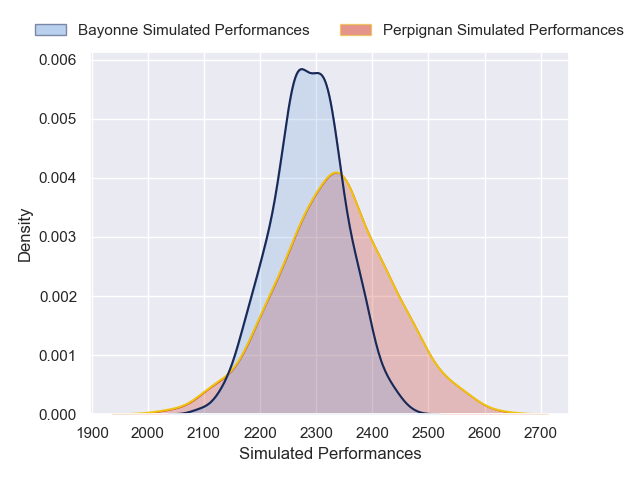 Bayonne Simulated Performances
Perpignan Simulated Performances
0.006
0.005
0.004
0.003
0.002
0.001
0.000
Density
1900 2000 2100 2200 2300 2400 2500 2600 2700
Simulated Performances